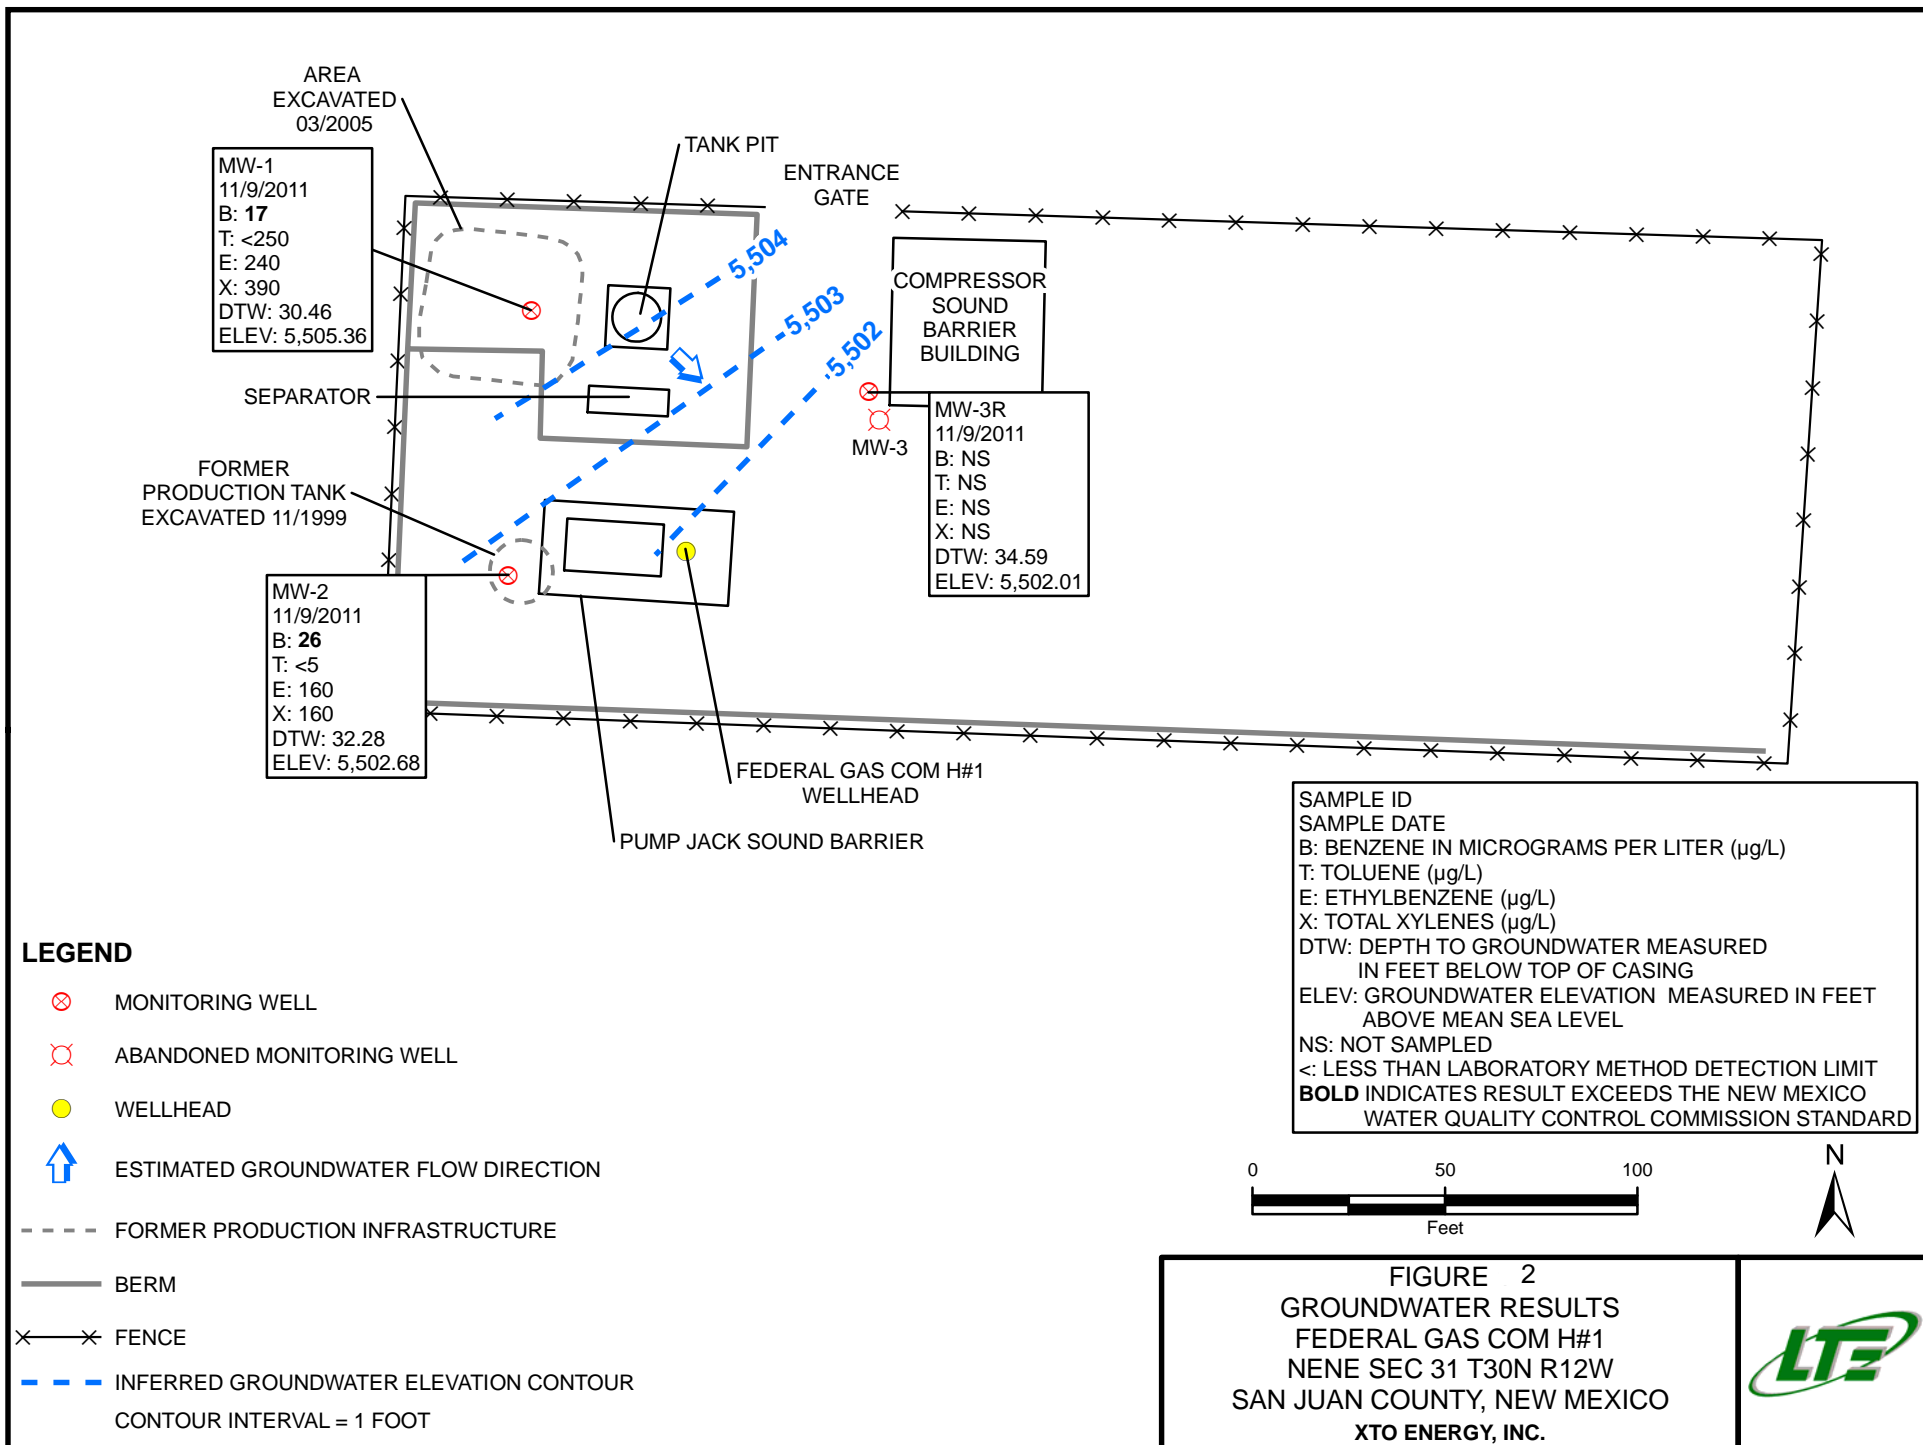 AREA
EXCAVATED
03/2005
TANK PIT
ENTRANCE
GATE
MW-1
11/9/2011
B: 17
T: <250
E: 240
X: 390
DTW: 30.46
ELEV: 5,505.36
5,504
5,503
5,502
COMPRESSOR
SOUND
BARRIER
BUILDING
SEPARATOR
MW-3
MW-3R
11/9/2011
B: NS
T: NS
E: NS
X: NS
DTW: 34.59
ELEV: 5,502.01
FORMER
PRODUCTION TANK
EXCAVATED 11/1999
MW-2
11/9/2011
B: 26
T: <5
E: 160
X: 160
DTW: 32.28
ELEV: 5,502.68
FEDERAL GAS COM H#1
WELLHEAD
PUMP JACK SOUND BARRIER
SAMPLE ID
SAMPLE DATE
B: BENZENE IN MICROGRAMS PER LITER (µg/L)
T: TOLUENE (µg/L)
E: ETHYLBENZENE (µg/L)
X: TOTAL XYLENES (µg/L)
DTW: DEPTH TO GROUNDWATER MEASURED
IN FEET BELOW TOP OF CASING
ELEV: GROUNDWATER ELEVATION MEASURED IN FEET
ABOVE MEAN SEA LEVEL
NS: NOT SAMPLED
<: LESS THAN LABORATORY METHOD DETECTION LIMIT
BOLD INDICATES RESULT EXCEEDS THE NEW MEXICO
WATER QUALITY CONTROL COMMISSION STANDARD
LEGEND
MONITORING WELL
ABANDONED MONITORING WELL
WELLHEAD
ESTIMATED GROUNDWATER FLOW DIRECTION
FORMER PRODUCTION INFRASTRUCTURE
BERM
FENCE
INFERRED GROUNDWATER ELEVATION CONTOUR
CONTOUR INTERVAL = 1 FOOT
0 50 100
Feet
N
FIGURE 2
GROUNDWATER RESULTS
FEDERAL GAS COM H#1
NENE SEC 31 T30N R12W
SAN JUAN COUNTY, NEW MEXICO
XTO ENERGY, INC.
LTE